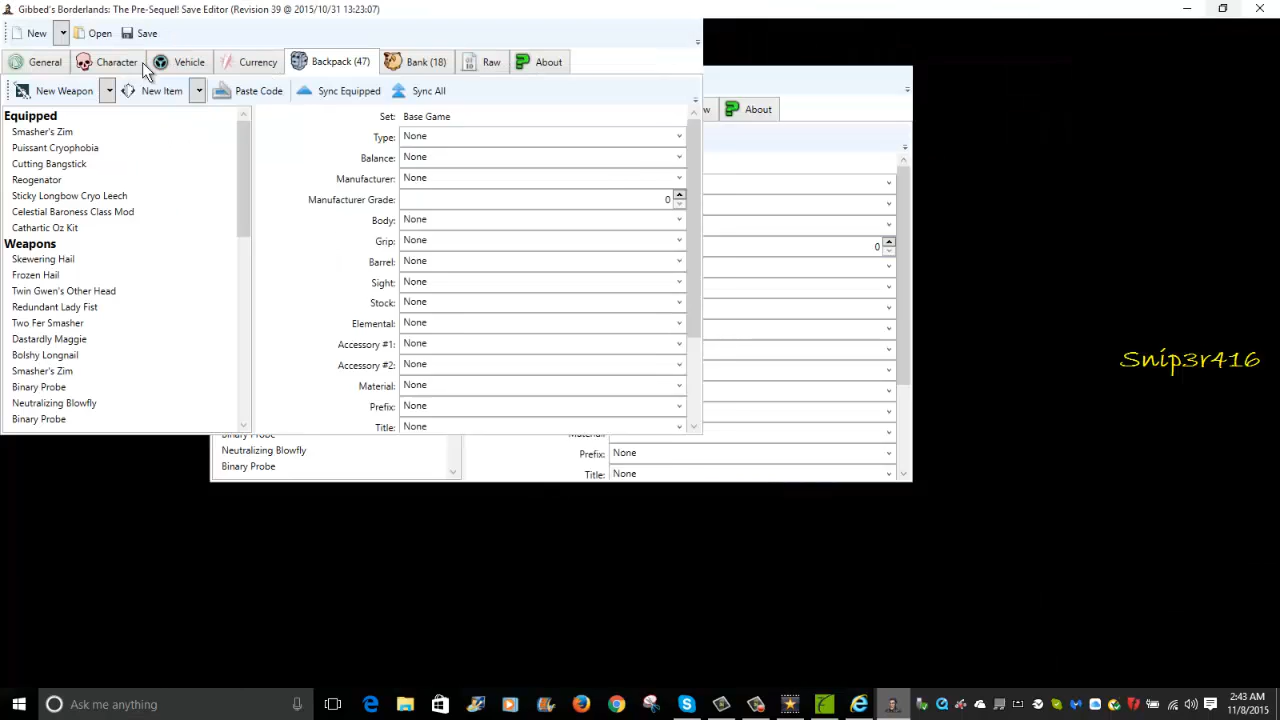 Gibbed's Borderlands: The Pre-Sequel! Save Editor (Revision 39 @ 2015/10/31 13:23:07)
New Open Save
General Character Vehicle Currency Backpack (47) Bank (18) Raw About
New Weapon New Item Paste Code Sync Equipped Sync All
w About
Equipped
Smasher's Zim
Puissant Cryophobia
Cutting Bangstick
Reogenator
Sticky Longbow Cryo Leech
Celestial Baroness Class Mod
Cathartic Oz Kit
Weapons
Skewering Hail
Frozen Hail
Twin Gwen's Other Head
Redundant Lady Fist
Two Fer Smasher
Dastardly Maggie
Bolshy Longnail
Smasher's Zim
Binary Probe
Neutralizing Blowfly
Binary Probe
Set: Base Game
Type: None
Balance: None
Manufacturer: None
Manufacturer Grade: 0
Body: None
Grip: None
Barrel: None
Sight: None
Stock: None
Elemental: None
Accessory #1: None
Accessory #2: None
Material: None
Prefix: None
Title: None
0
Binary Probe
Neutralizing Blowfly
Binary Probe
Material:
Prefix: None
Title: None
Snip3r416
Ask me anything
2:43 AM
11/8/2015